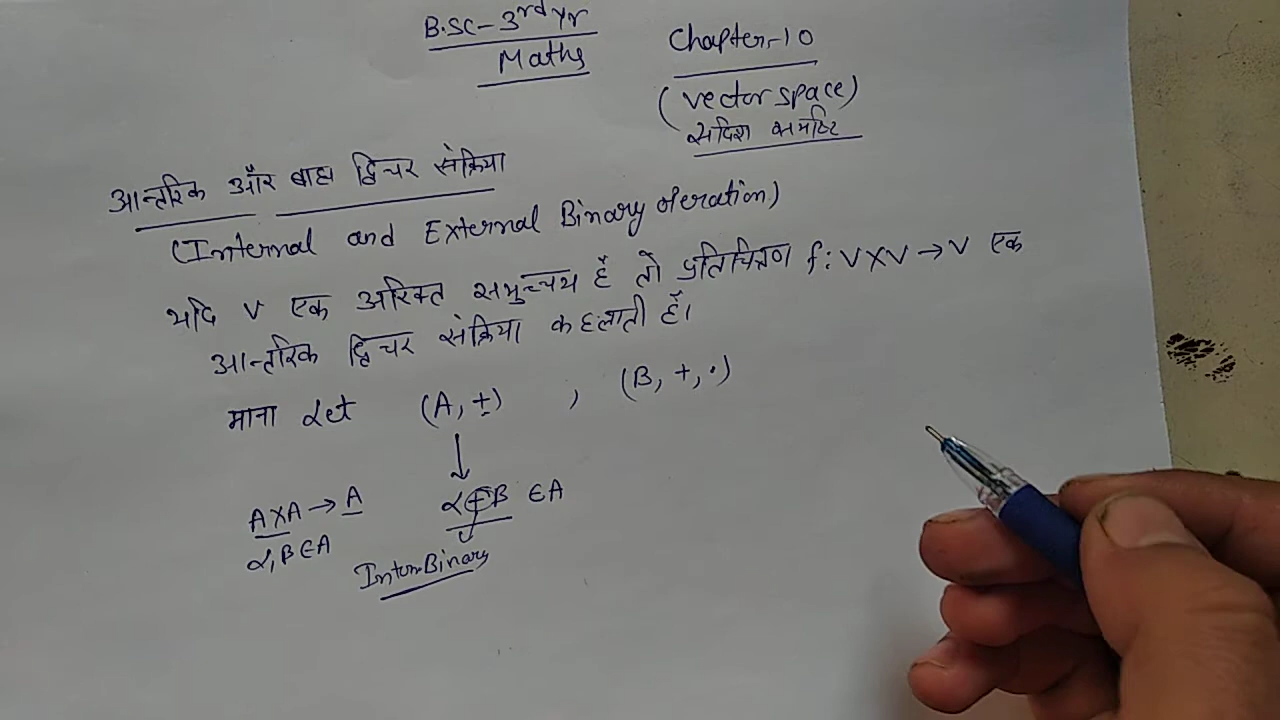 B.SC- 3rd Yr
Maths
Chapter-10
(vector space)
सदिश समष्टि
आन्तरिक और बाह्य द्विचर संक्रिया
(Internal and External Binary operation)
यदि V एक अरिक्त समुच्चय हैं तो प्रतिचित्रण f: V×V→V एक
आन्तरिक द्विचर संक्रिया कहलाती हैं।
माना Let (A, +) , (B, +, ·)
A×A→A α+B ∈A
α, B∈A
Intern Binary